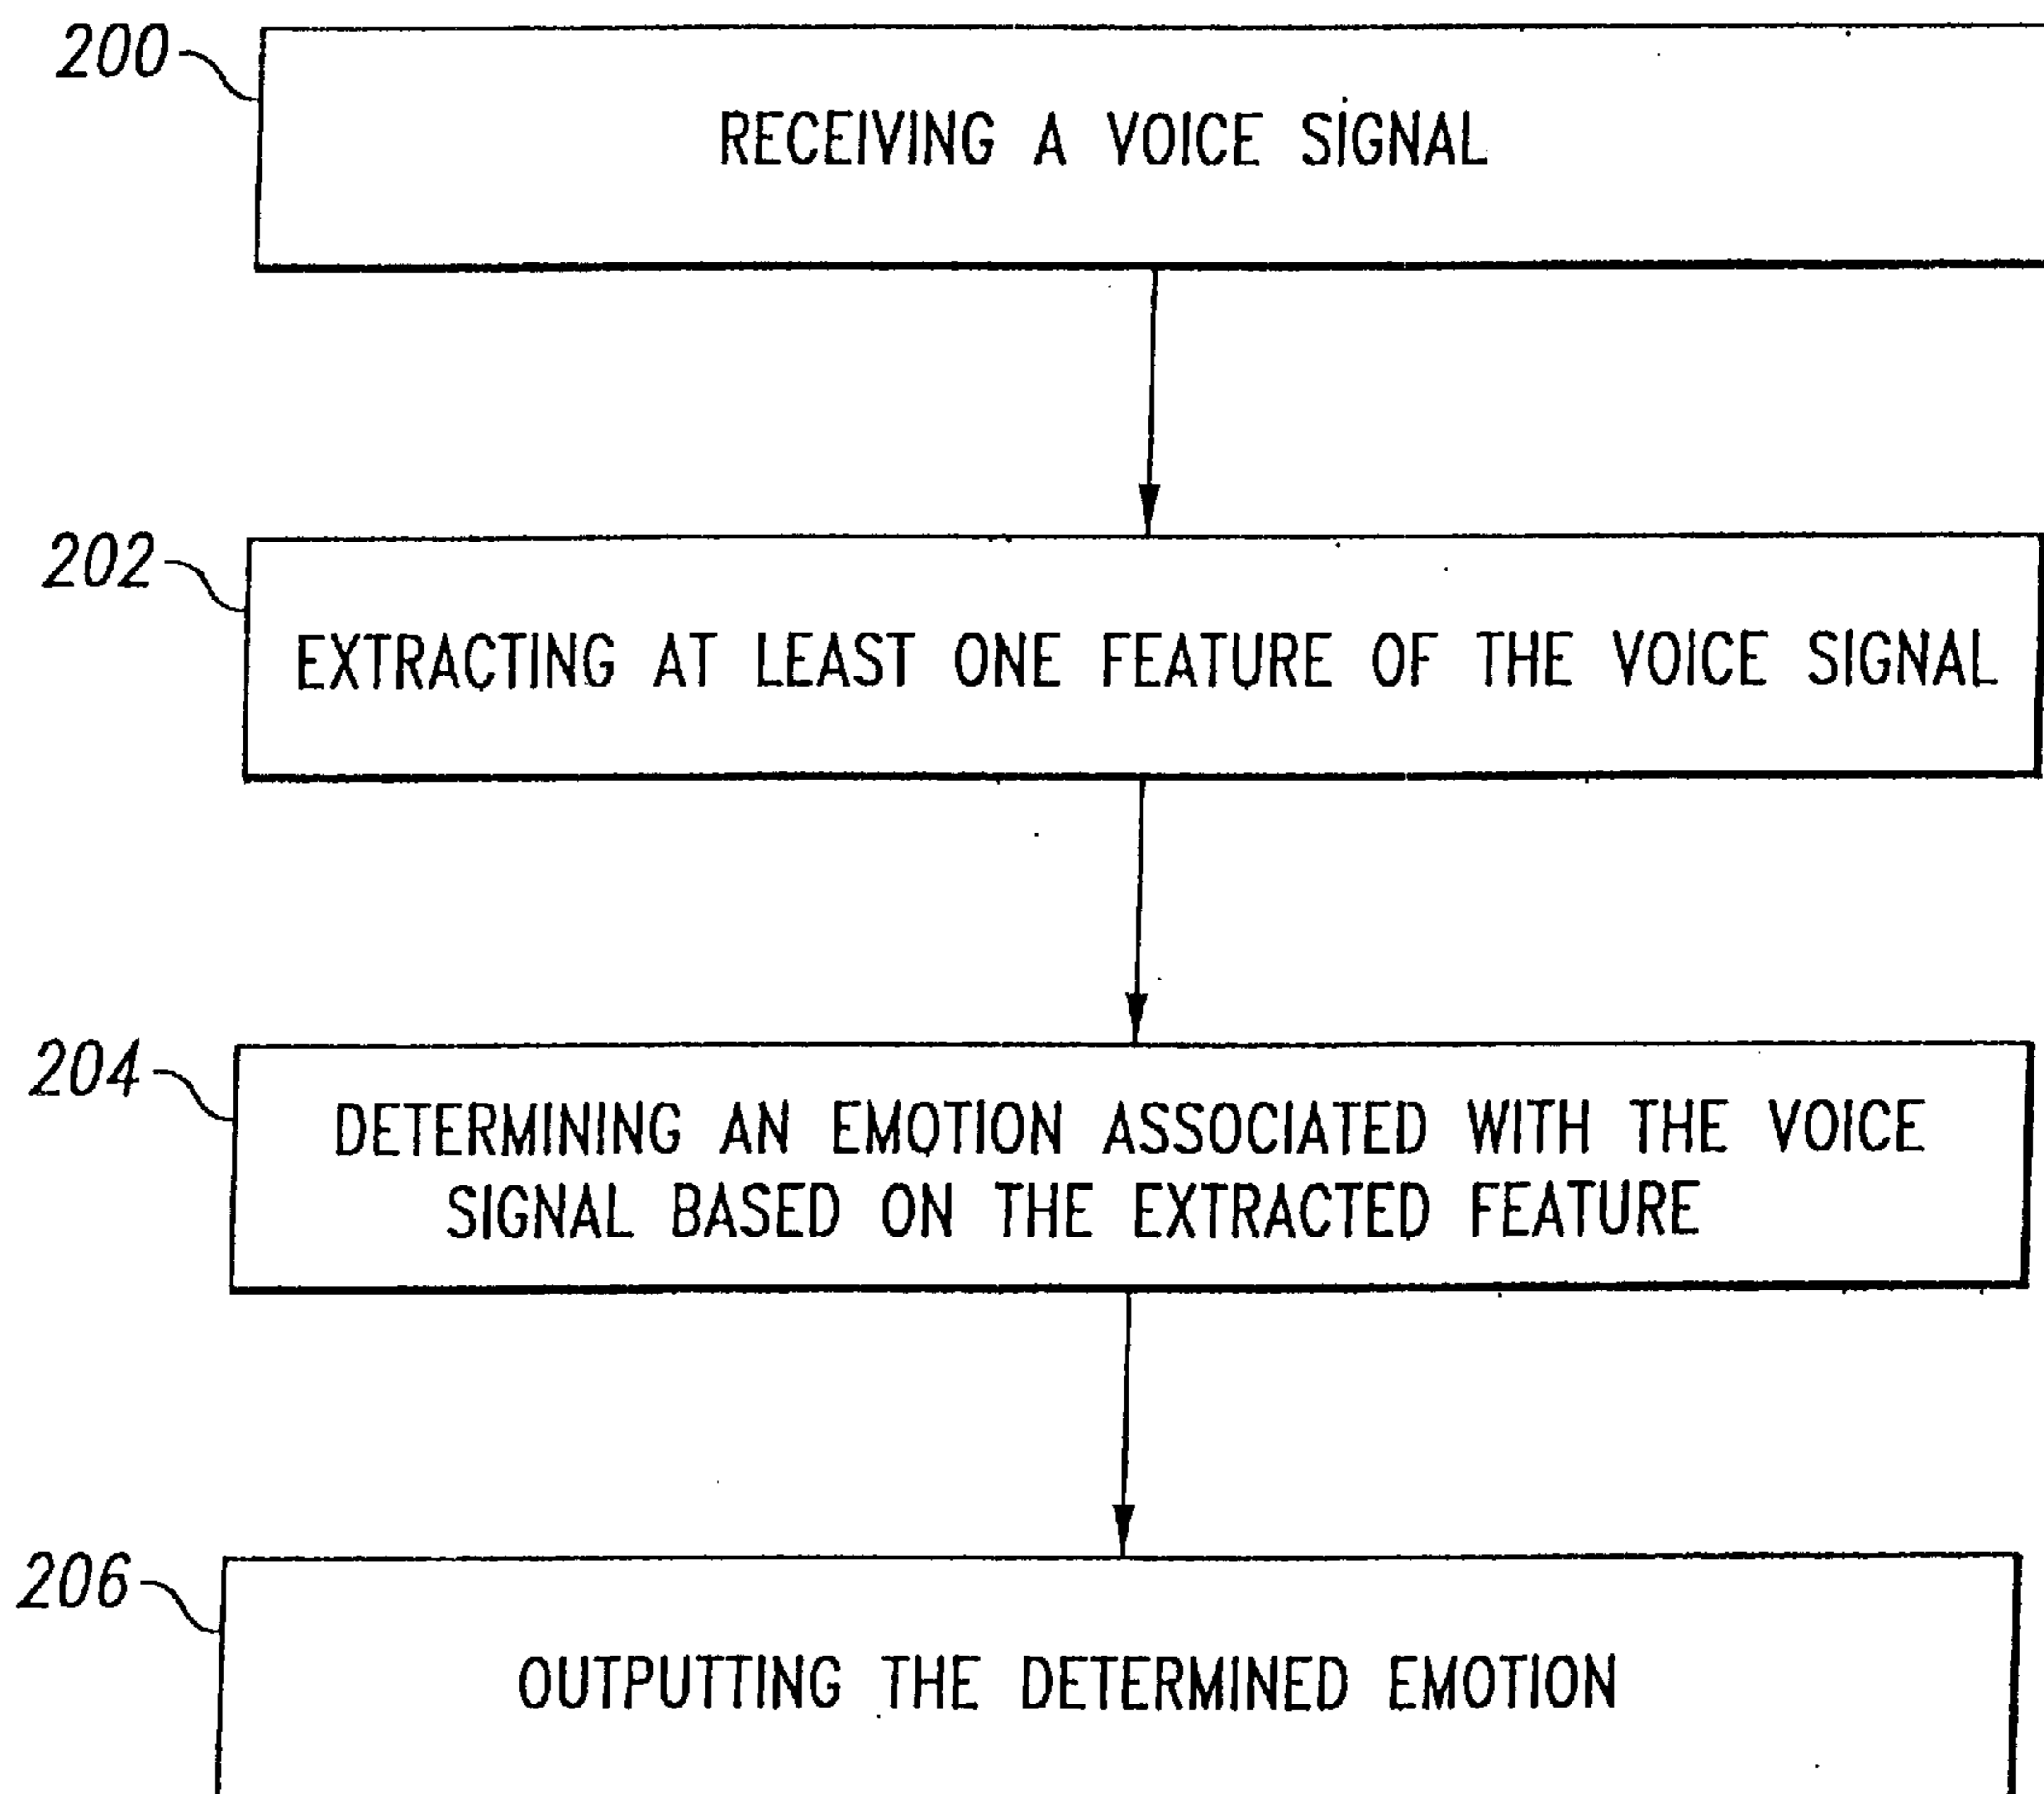 200
RECEIVING A VOICE SIGNAL
202
EXTRACTING AT LEAST ONE FEATURE OF THE VOICE SIGNAL
204
DETERMINING AN EMOTION ASSOCIATED WITH THE VOICE
SIGNAL BASED ON THE EXTRACTED FEATURE
206
OUTPUTTING THE DETERMINED EMOTION